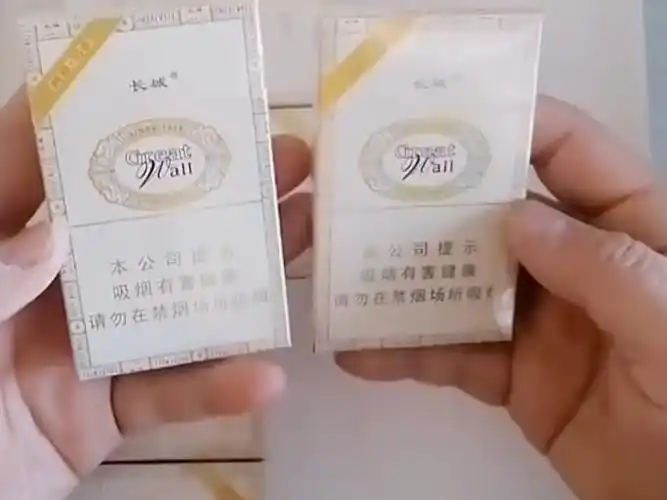 长城®
Great
Wall
本公司提示
吸烟有害健康
请勿在禁烟场所吸烟
长城®
Great
Wall
本公司提示
吸烟有害健康
请勿在禁烟场所吸烟